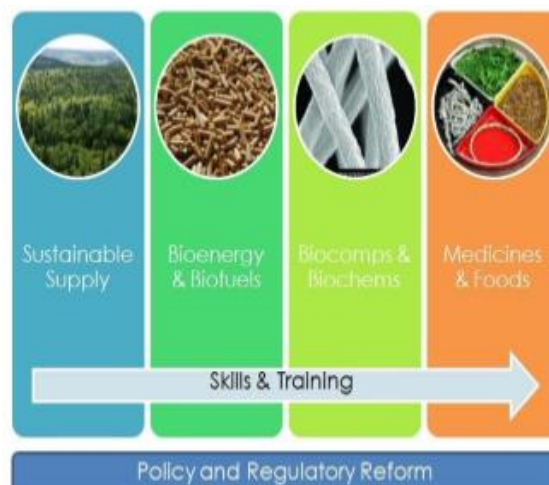 Sustainable
Supply
Bioenergy
& Biofuels
Biocomps &
Biochems
Medicines
& Foods
Skills & Training
Policy and Regulatory Reform